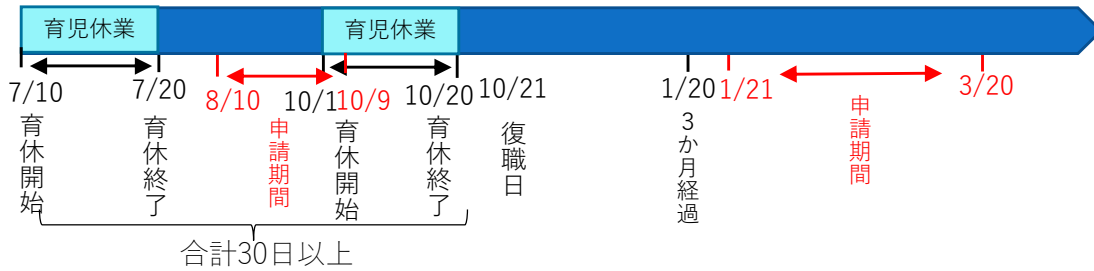 育児休業
育児休業
7/10
7/20
8/10
10/1
10/9
10/20
10/21
1/20
1/21
3/20
育休開始
育休終了
申請期間
育休開始
育休終了
復職日
3か月経過
申請期間
合計30日以上